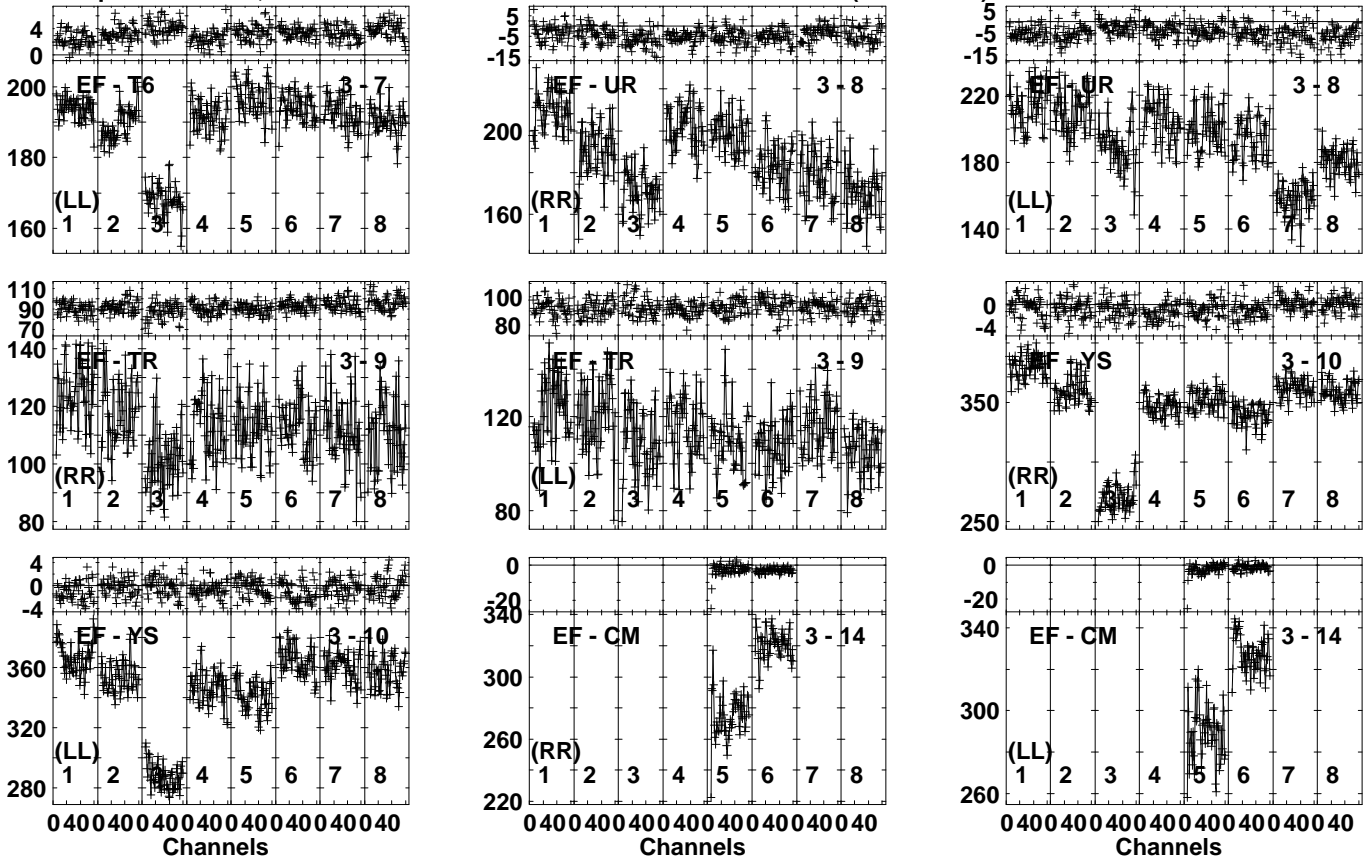 4
0
EF - T6 3 - 7
200
180
(LL)
1 2 3 4 5 6 7 8
160
5
-5
-15
EF - UR 3 - 8
200
(RR)
160
1 2 3 4 5 6 7 8
5
-5
-15
EF - UR 3 - 8
220
180
(LL)
1 2 3 4 5 6 7 8
140
110
90
70
140
EF - TR 3 - 9
120
100
(RR)
1 2 3 4 5 6 7 8
80
100
80
EF - TR 3 - 9
120
(LL)
1 2 3 4 5 6 7 8
80
0
-4
EF - YS 3 - 10
350
(RR)
1 2 3 4 5 6 7 8
250
4
0
-4
EF - YS 3 - 10
360
320
(LL)
1 2 3 4 5 6 7 8
280
0 40 0 40 0 40 0 40 0 40 0 40 0 40 0 40
Channels
0
-20
340
EF - CM 3 - 14
300
260
(RR)
1 2 3 4 5 6 7 8
220
0 40 0 40 0 40 0 40 0 40 0 40 0 40 0 40
Channels
0
-20
340
EF - CM 3 - 14
300
(LL)
1 2 3 4 5 6 7 8
260
0 40 0 40 0 40 0 40 0 40 0 40 0 40 0 40
Channels